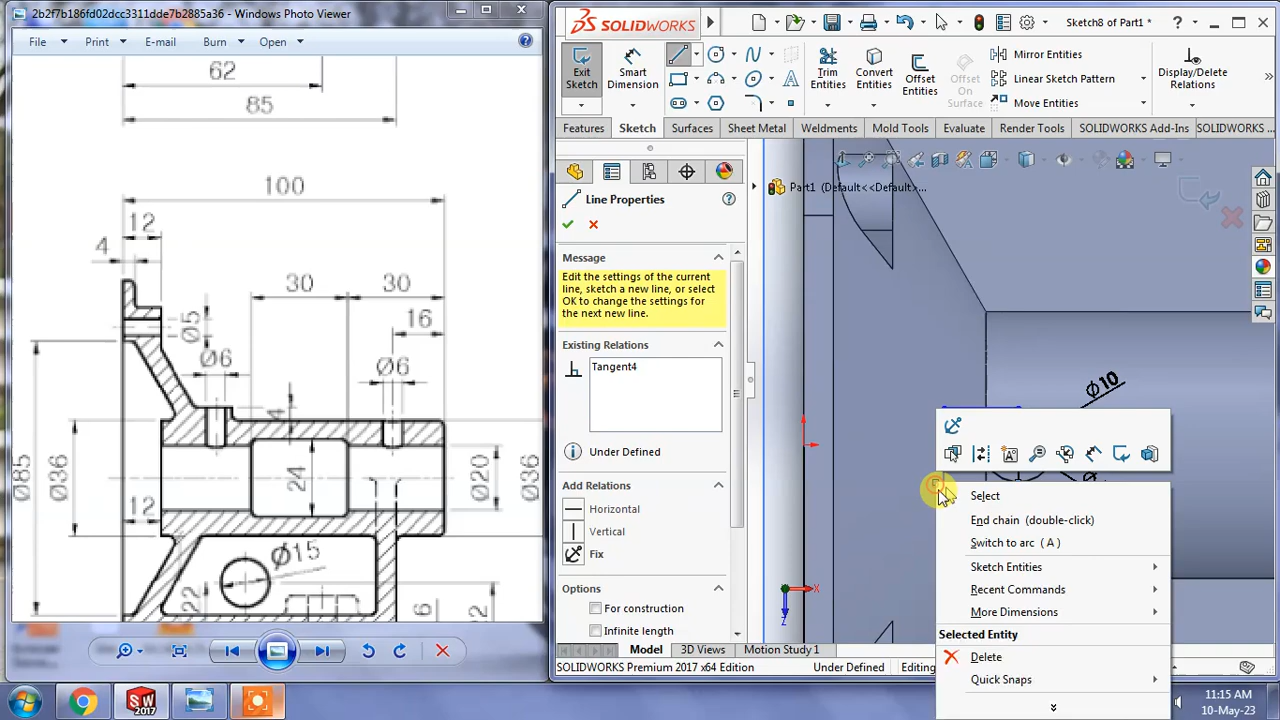 2b2f7b186fd02dcc3311dde7b2885a36 - Windows Photo Viewer
File Print E-mail Burn Open
62
85
100
12
4
30
30
16
Ø5
Ø6
Ø6
4
Ø85
Ø36
24
Ø20
Ø36
12
Ø15
22
6
2
SOLIDWORKS
Sketch8 of Part1 *
Exit Sketch
Smart Dimension
Trim Entities
Convert Entities
Offset Entities
Offset On Surface
Mirror Entities
Linear Sketch Pattern
Move Entities
Display/Delete Relations
Features Sketch Surfaces Sheet Metal Weldments Mold Tools Evaluate Render Tools SOLIDWORKS Add-Ins SOLIDWORKS ...
Part1 (Default<<Default>...
Line Properties
Message
Edit the settings of the current
line, sketch a new line, or select
OK to change the settings for
the next new line.
Existing Relations
Tangent4
Under Defined
Add Relations
Horizontal
Vertical
Fix
Options
For construction
Infinite length
Ø10
Select
End chain (double-click)
Switch to arc ( A )
Sketch Entities
Recent Commands
More Dimensions
Selected Entity
Delete
Quick Snaps
X
Z
Model 3D Views Motion Study 1
SOLIDWORKS Premium 2017 x64 Edition
Under Defined
Editing
SW
2017
11:15 AM
10-May-23